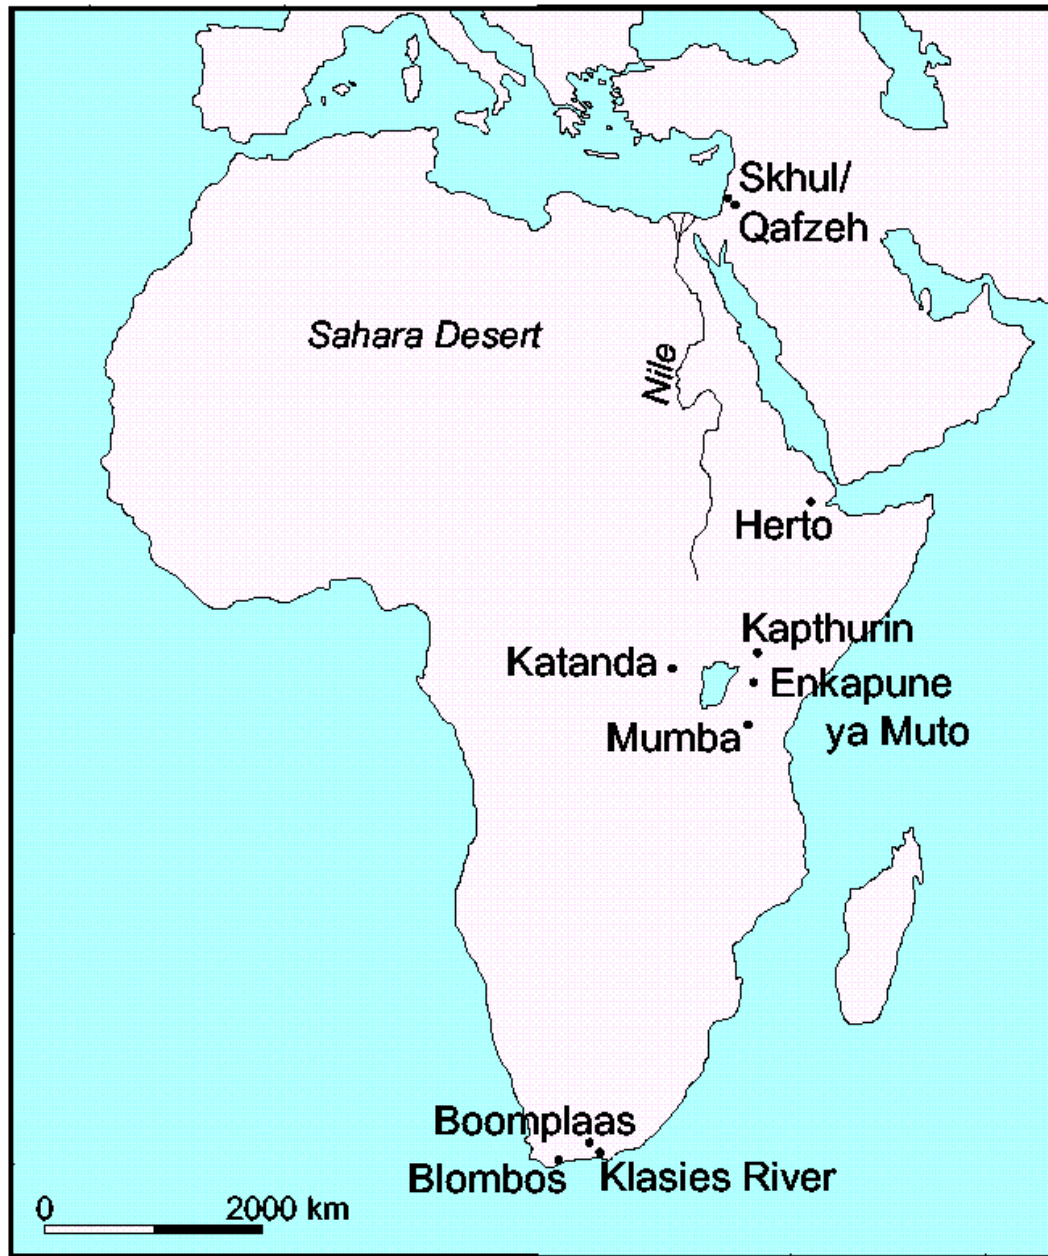 Skhul/
Qafzeh
Sahara Desert
Nile
Herto
Kapthurin
Katanda
Enkapune
ya Muto
Mumba
Boomplaas
Blombos
Klasies River
0 2000 km